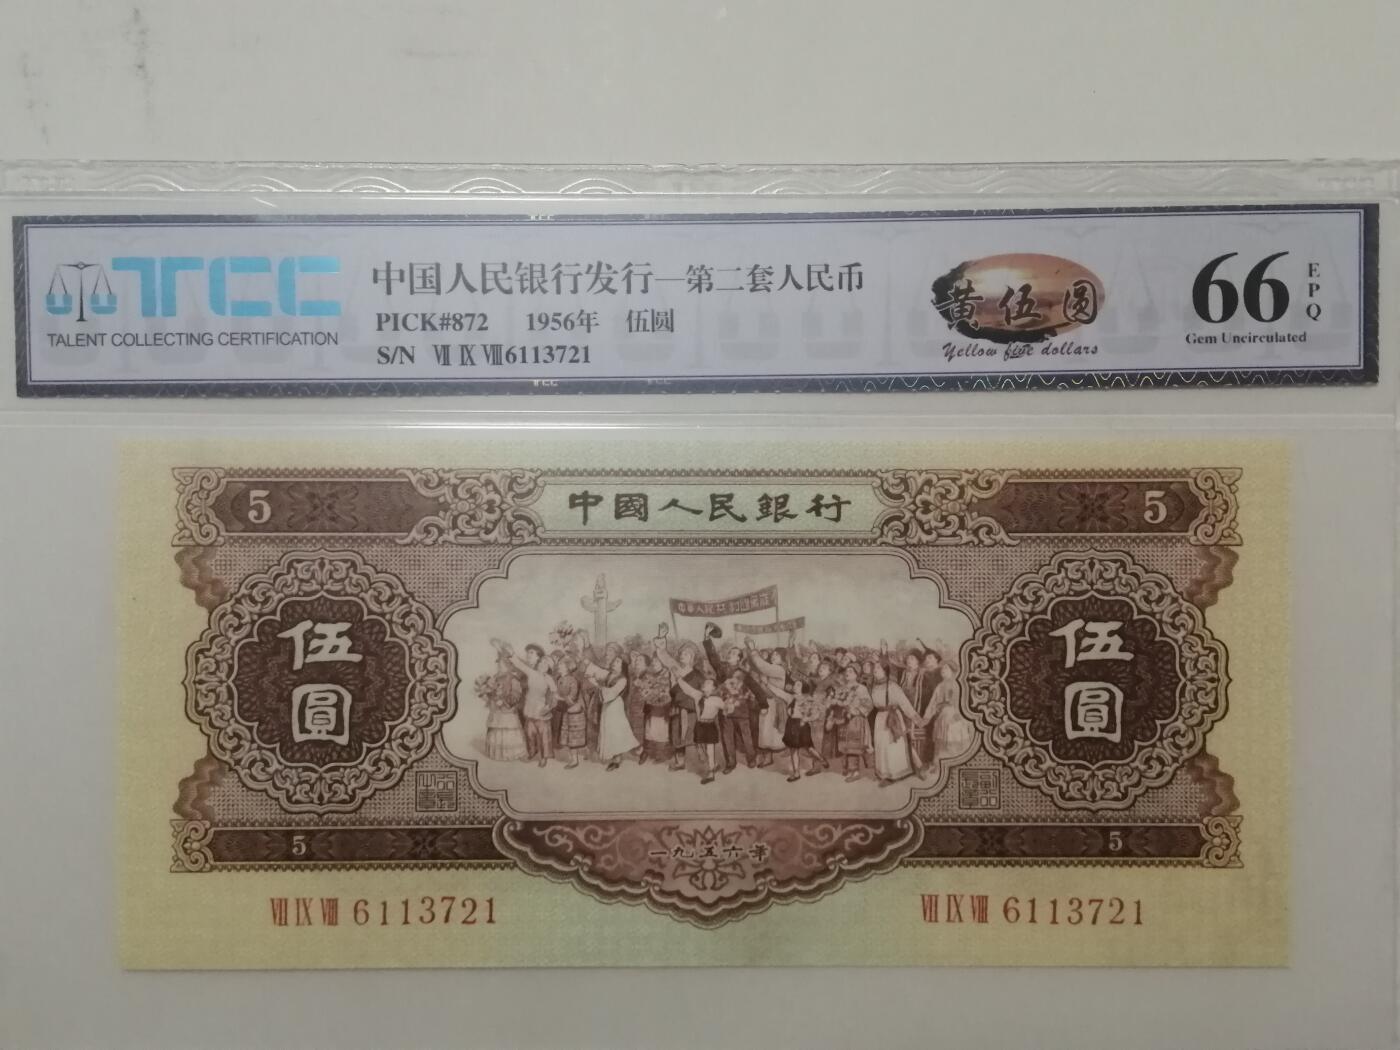 TCC
TALENT COLLECTING CERTIFICATION
中国人民银行发行—第二套人民币
PICK#872 1956年 伍圆
S/N Ⅶ Ⅸ Ⅷ6113721
黄伍圆
Yellow five dollars
66
EPQ
Gem Uncirculated
5 中國人民銀行 5
伍圓 伍圓
5 一九五六年 5
Ⅶ Ⅸ Ⅷ 6113721 Ⅶ Ⅸ Ⅷ 6113721